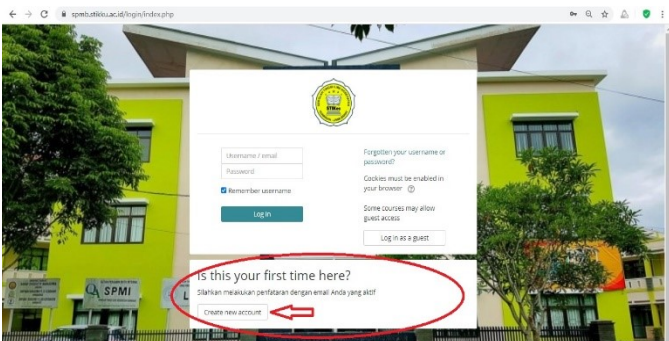 spmb.stikku.ac.id/login/index.php
STIKes
Username / email
Password
Remember username
Log in
Forgotten your username or
password?
Cookies must be enabled in
your browser
Some courses may allow
guest access
Log in as a guest
SPMI
L
Is this your first time here?
Silahkan melakukan penfataran dengan email Anda yang aktif
Create new account